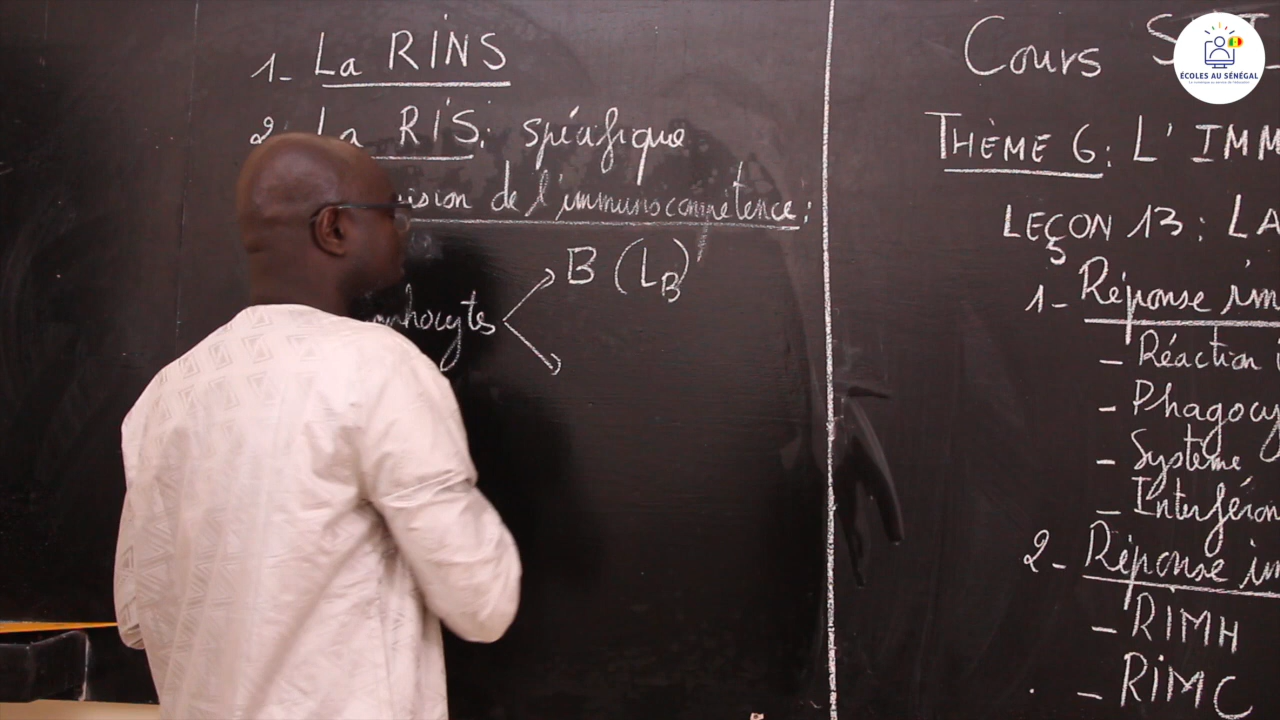 1- La RINS
2- La RIS: spécifique
de l'immunocompétence:
B (LB)
Cours
THÈME 6: L'IMM
LEÇON 13: LA
1- Réponse im
- Réaction i
- Phagocy
- Système
- Interféron
2- Réponse im
- RIMH
- RIMC
ÉCOLES AU SÉNÉGAL